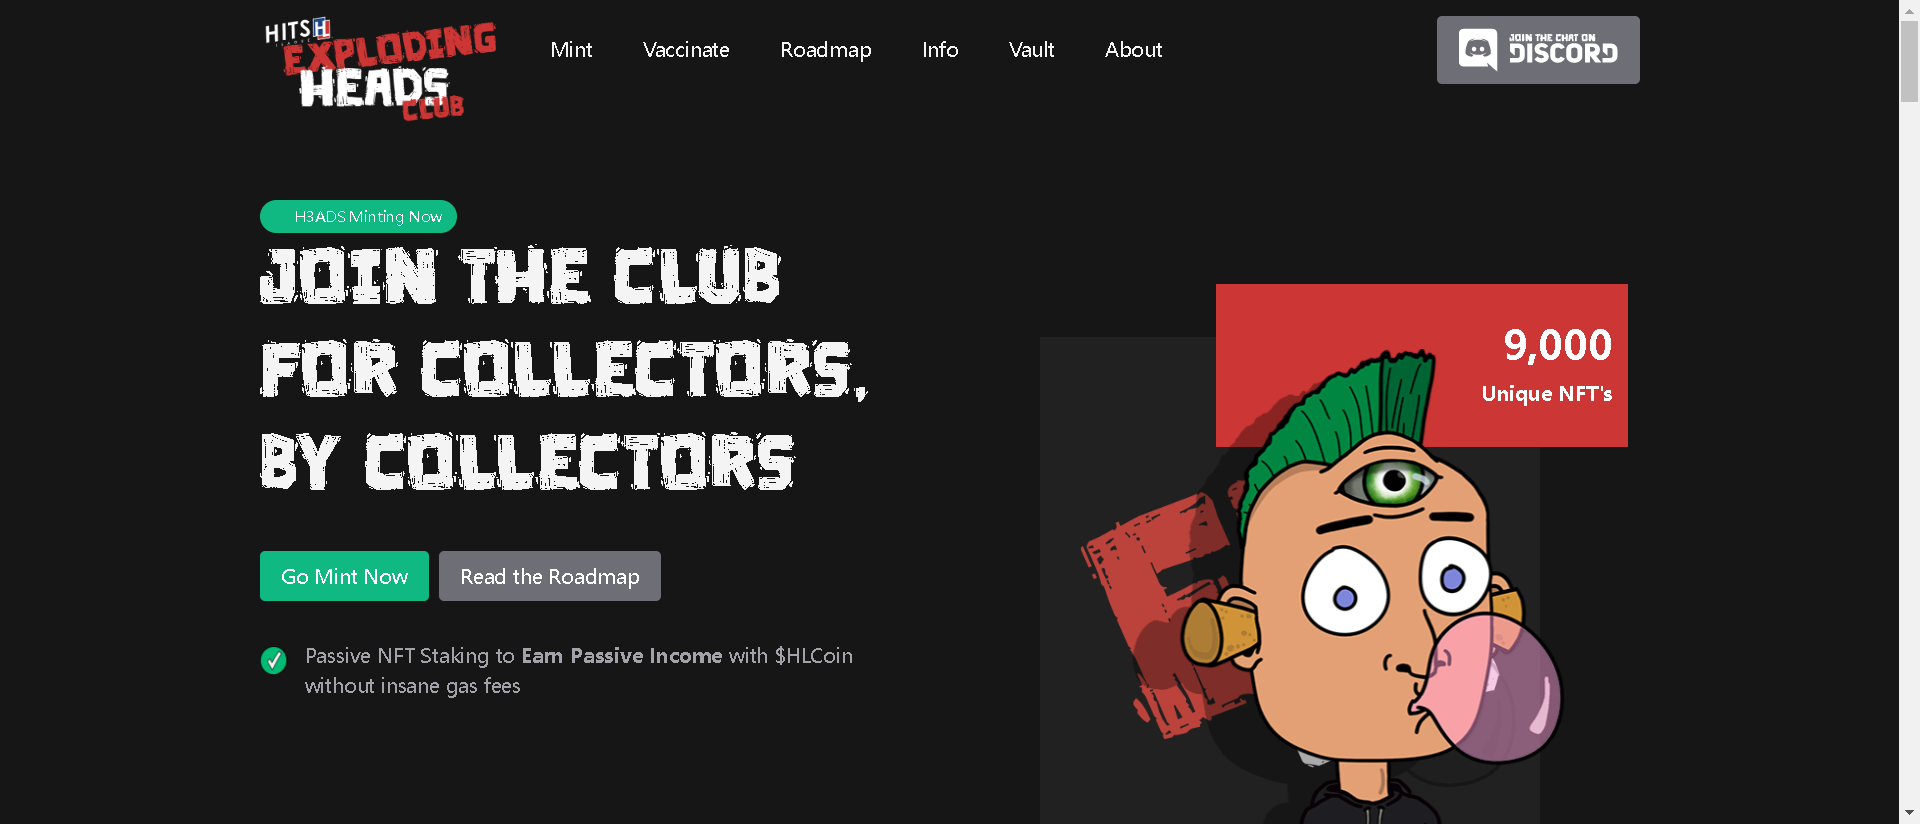 HITSH
EXPLODING
HEADS
CLUB
Mint
Vaccinate
Roadmap
Info
Vault
About
JOIN THE CHAT ON
DISCORD
H3ADS Minting Now
JOIN THE CLUB
FOR COLLECTORS,
BY COLLECTORS
9,000
Unique NFT's
Go Mint Now
Read the Roadmap
Passive NFT Staking to Earn Passive Income with $HLCoin
without insane gas fees